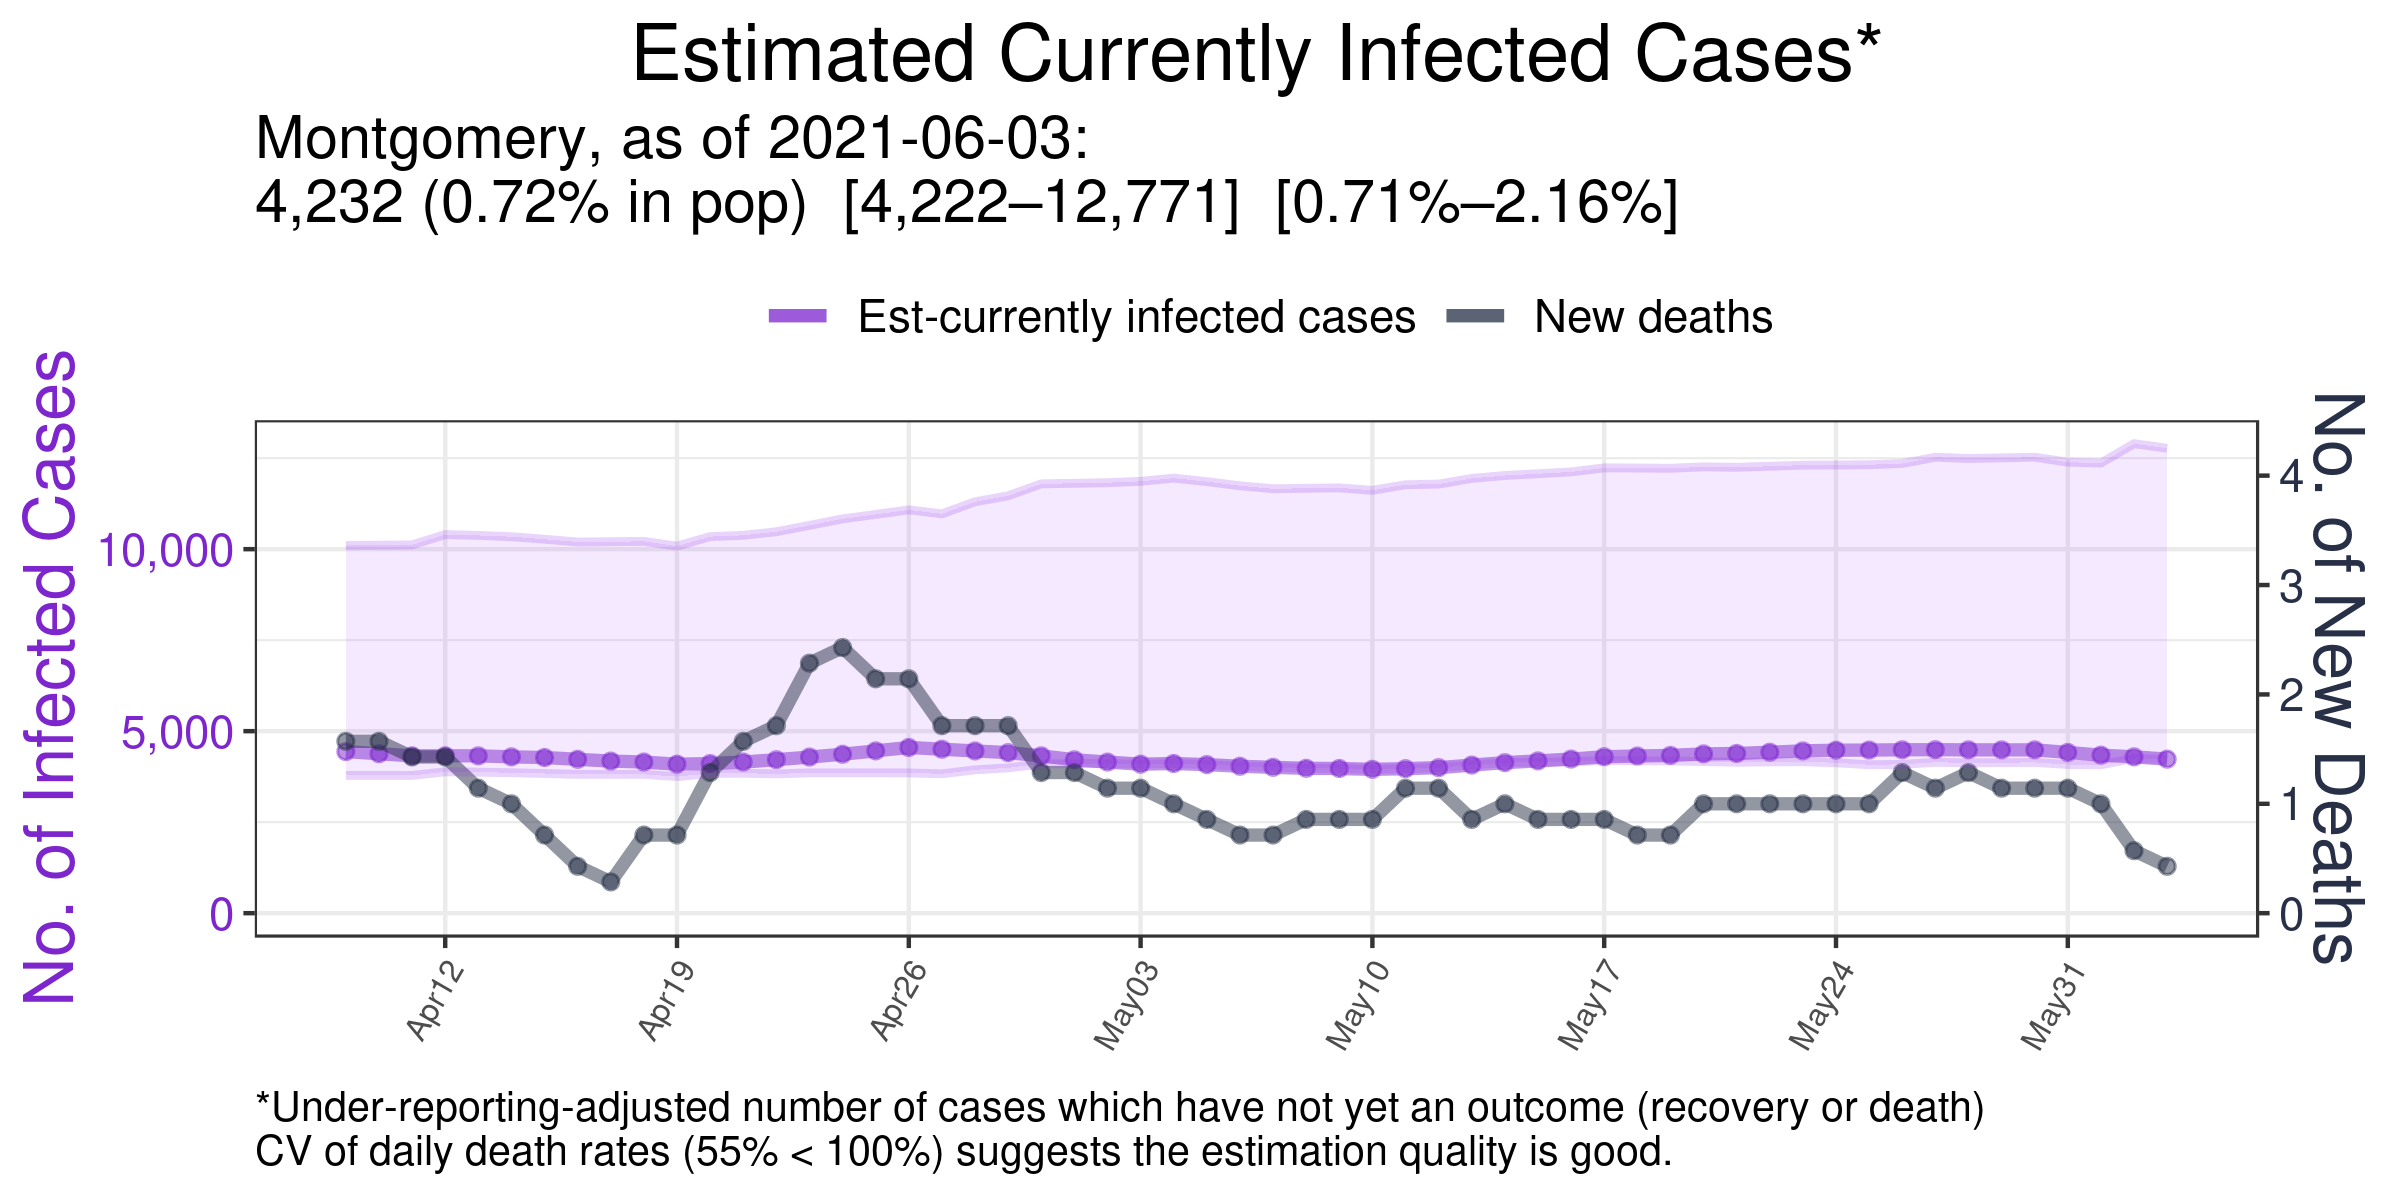 Estimated Currently Infected Cases*
Montgomery, as of 2021-06-03:
4,232 (0.72% in pop)  [4,222–12,771]  [0.71%–2.16%]
Est-currently infected cases
New deaths
No. of Infected Cases
10,000
5,000
0
No. of New Deaths
4
3
2
1
0
Apr12
Apr19
Apr26
May03
May10
May17
May24
May31
*Under-reporting-adjusted number of cases which have not yet an outcome (recovery or death)
CV of daily death rates (55% < 100%) suggests the estimation quality is good.